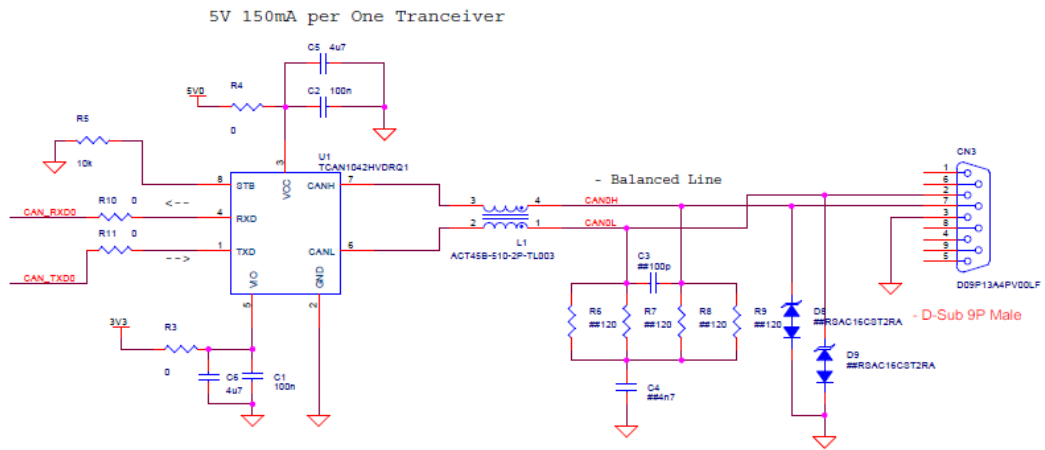 5V 150mA per One Tranceiver
C5 4u7
R4
5V0
C2 100n
0
R5
10k
U1
TCAN1042HVDRQ1
3
VCC
8 STB
CANH 7
CAN_RXD0
R10 0
<--
4 RXD
R11 0
1 TXD
-->
CAN_TXD0
CANL 6
VIO
GND
5
2
3 4
2 1
L1
ACT45B-510-2P-TL003
- Balanced Line
CAN0H
CAN0L
C3
##100p
R6
##120
R7
##120
R8
##120
R9
##120
D8
##RSAC16CST2RA
D9
##RSAC16CST2RA
C4
##4n7
3V3
R3
0
C6
4u7
C1
100n
CN3
1
6
2
7
3
8
4
9
5
D09P13A4PV00LF
- D-Sub 9P Male